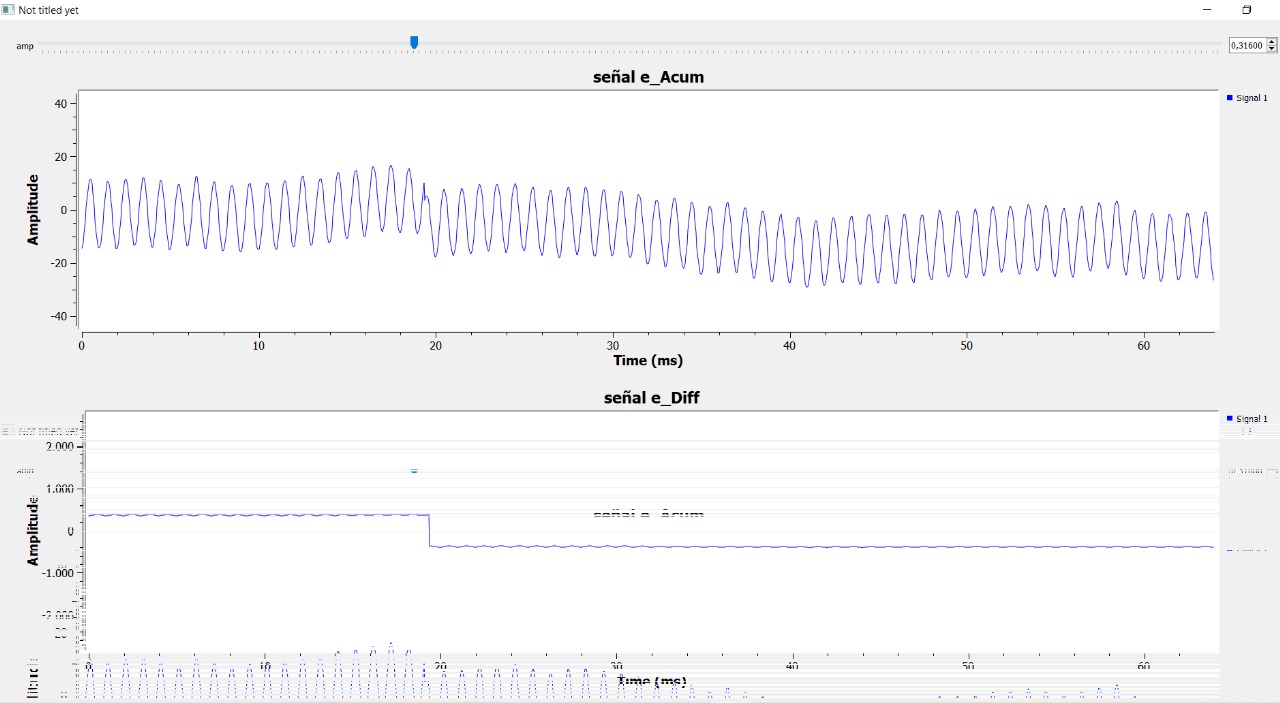 Not titled yet
amp
0,31600
señal e_Acum
Signal 1
Amplitude
40
20
0
-20
-40
0 10 20 30 40 50 60
Time (ms)
señal e_Diff
Signal 1
Amplitude
2.000
1.000
0
-1.000
-2.000
señal e_Acum
0 10 20 30 40 50 60
Time (ms)